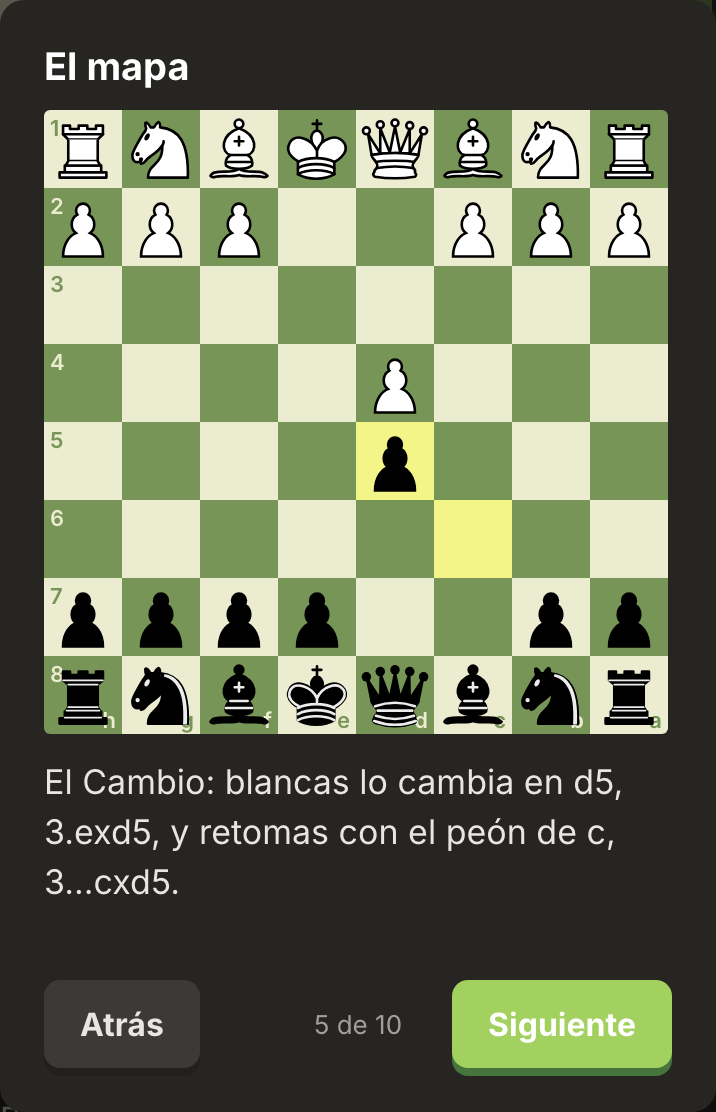 El mapa
1
2
3
4
5
6
7
8
h g f e d c b a
El Cambio: blancas lo cambia en d5,
3.exd5, y retomas con el peón de c,
3...cxd5.
Atrás
5 de 10
Siguiente